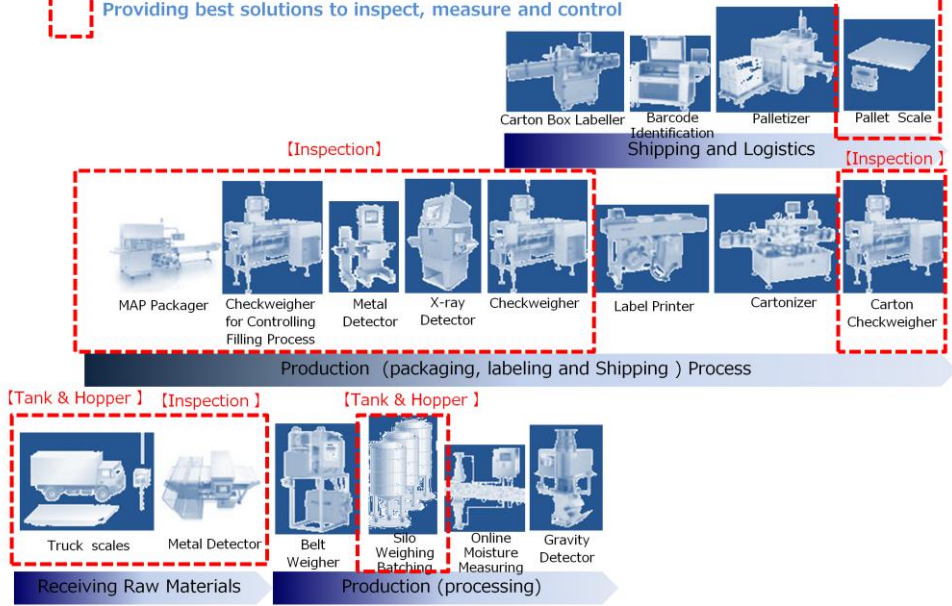 Providing best solutions to inspect, measure and control
Carton Box Labeller
Barcode
Identification
Palletizer
Pallet Scale
Shipping and Logistics
【Inspection】
【Inspection 】
MAP Packager
Checkweigher
for Controlling
Filling Process
Metal
Detector
X-ray
Detector
Checkweigher
Label Printer
Cartonizer
Carton
Checkweigher
Production (packaging, labeling and Shipping ) Process
【Tank & Hopper 】
【Inspection 】
【Tank & Hopper 】
Truck scales
Metal Detector
Belt
Weigher
Silo
Weighing
Batching
Online
Moisture
Measuring
Gravity
Detector
Receiving Raw Materials
Production (processing)